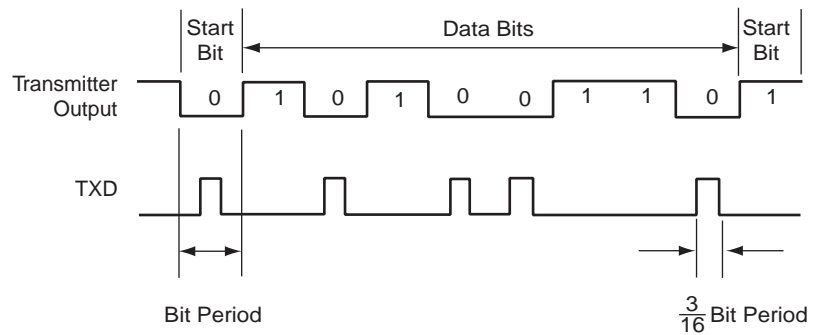 Start Bit
Data Bits
Start Bit
Transmitter Output
0 1 0 1 0 0 1 1 0 1
TXD
Bit Period
3/16 Bit Period